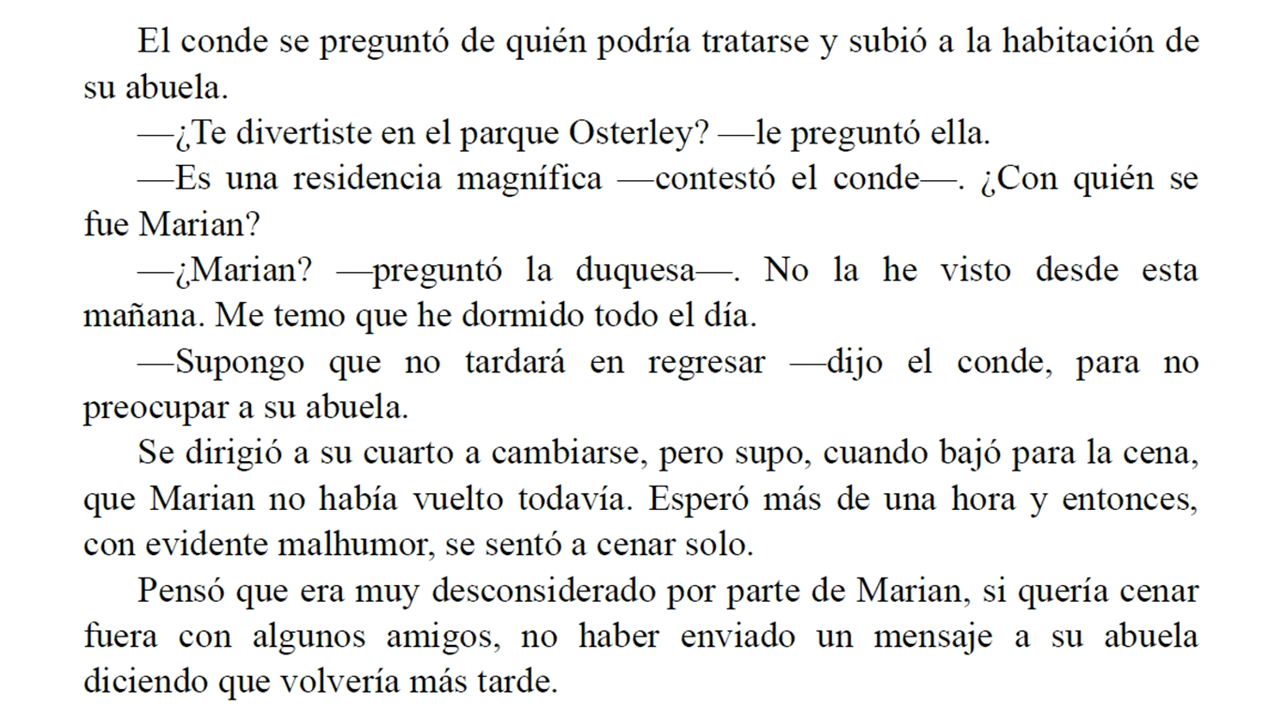 El conde se preguntó de quién podría tratarse y subió a la habitación de
su abuela.
—¿Te divertiste en el parque Osterley? —le preguntó ella.
—Es una residencia magnífica —contestó el conde—. ¿Con quién se
fue Marian?
—¿Marian? —preguntó la duquesa—. No la he visto desde esta
mañana. Me temo que he dormido todo el día.
—Supongo que no tardará en regresar —dijo el conde, para no
preocupar a su abuela.
Se dirigió a su cuarto a cambiarse, pero supo, cuando bajó para la cena,
que Marian no había vuelto todavía. Esperó más de una hora y entonces,
con evidente malhumor, se sentó a cenar solo.
Pensó que era muy desconsiderado por parte de Marian, si quería cenar
fuera con algunos amigos, no haber enviado un mensaje a su abuela
diciendo que volvería más tarde.